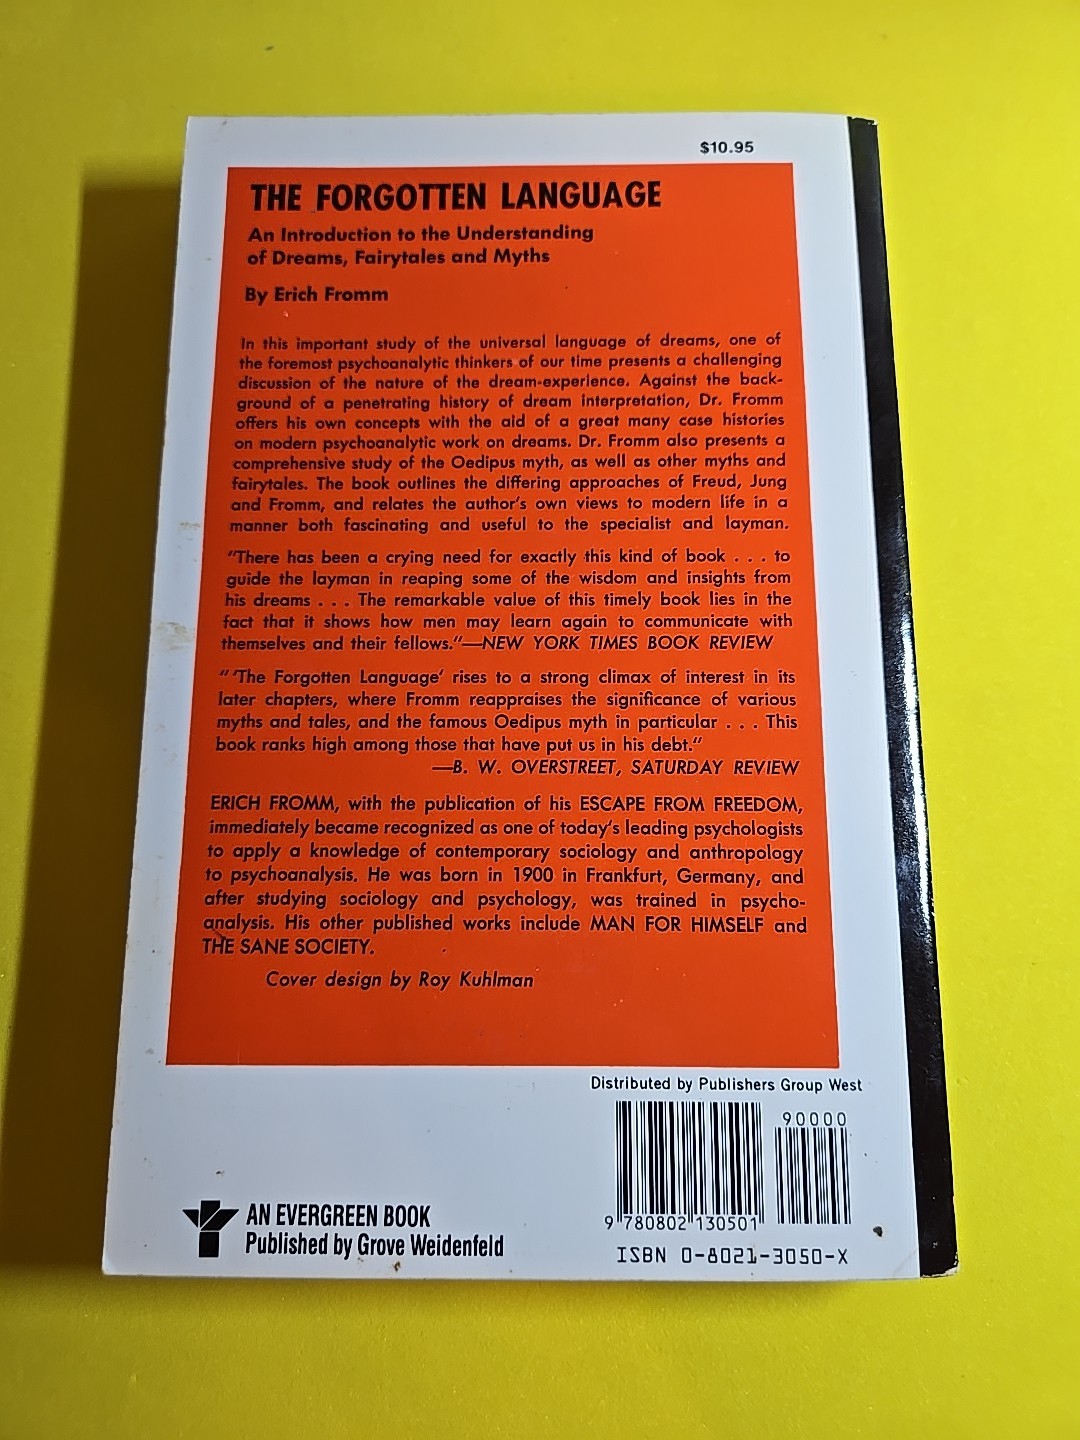 $10.95
THE FORGOTTEN LANGUAGE
An Introduction to the Understanding
of Dreams, Fairytales and Myths
By Erich Fromm
In this important study of the universal language of dreams, one of
the foremost psychoanalytic thinkers of our time presents a challenging
discussion of the nature of the dream-experience. Against the back-
ground of a penetrating history of dream interpretation, Dr. Fromm
offers his own concepts with the aid of a great many case histories
on modern psychoanalytic work on dreams. Dr. Fromm also presents a
comprehensive study of the Oedipus myth, as well as other myths and
fairytales. The book outlines the differing approaches of Freud, Jung
and Fromm, and relates the author's own views to modern life in a
manner both fascinating and useful to the specialist and layman.
"There has been a crying need for exactly this kind of book . . . to
guide the layman in reaping some of the wisdom and insights from
his dreams . . . The remarkable value of this timely book lies in the
fact that it shows how men may learn again to communicate with
themselves and their fellows."—NEW YORK TIMES BOOK REVIEW
"'The Forgotten Language' rises to a strong climax of interest in its
later chapters, where Fromm reappraises the significance of various
myths and tales, and the famous Oedipus myth in particular . . . This
book ranks high among those that have put us in his debt."
—B. W. OVERSTREET, SATURDAY REVIEW
ERICH FROMM, with the publication of his ESCAPE FROM FREEDOM,
immediately became recognized as one of today's leading psychologists
to apply a knowledge of contemporary sociology and anthropology
to psychoanalysis. He was born in 1900 in Frankfurt, Germany, and
after studying sociology and psychology, was trained in psycho-
analysis. His other published works include MAN FOR HIMSELF and
THE SANE SOCIETY.
Cover design by Roy Kuhlman
Distributed by Publishers Group West
90000
9 780802 130501
ISBN 0-8021-3050-X
AN EVERGREEN BOOK
Published by Grove Weidenfeld